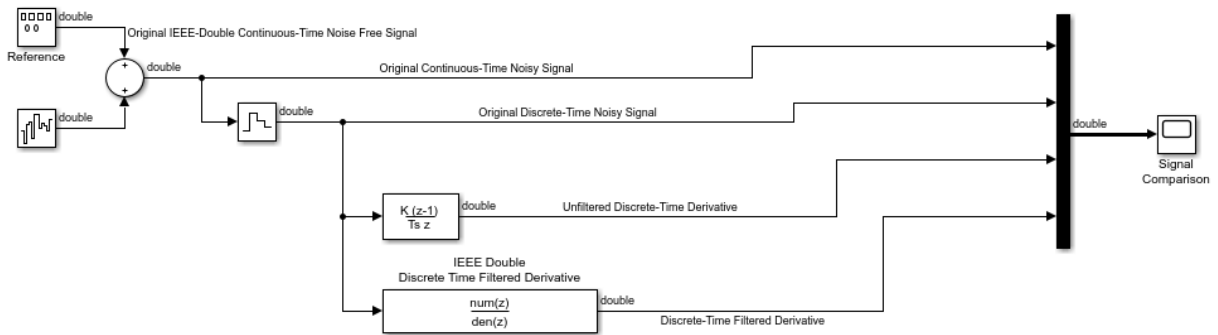 double
Reference
Original IEEE-Double Continuous-Time Noise Free Signal
+
+
double
Original Continuous-Time Noisy Signal
double
double
Original Discrete-Time Noisy Signal
double
Signal
Comparison
K (z-1)
Ts z
double
Unfiltered Discrete-Time Derivative
IEEE Double
Discrete Time Filtered Derivative
num(z)
den(z)
double
Discrete-Time Filtered Derivative